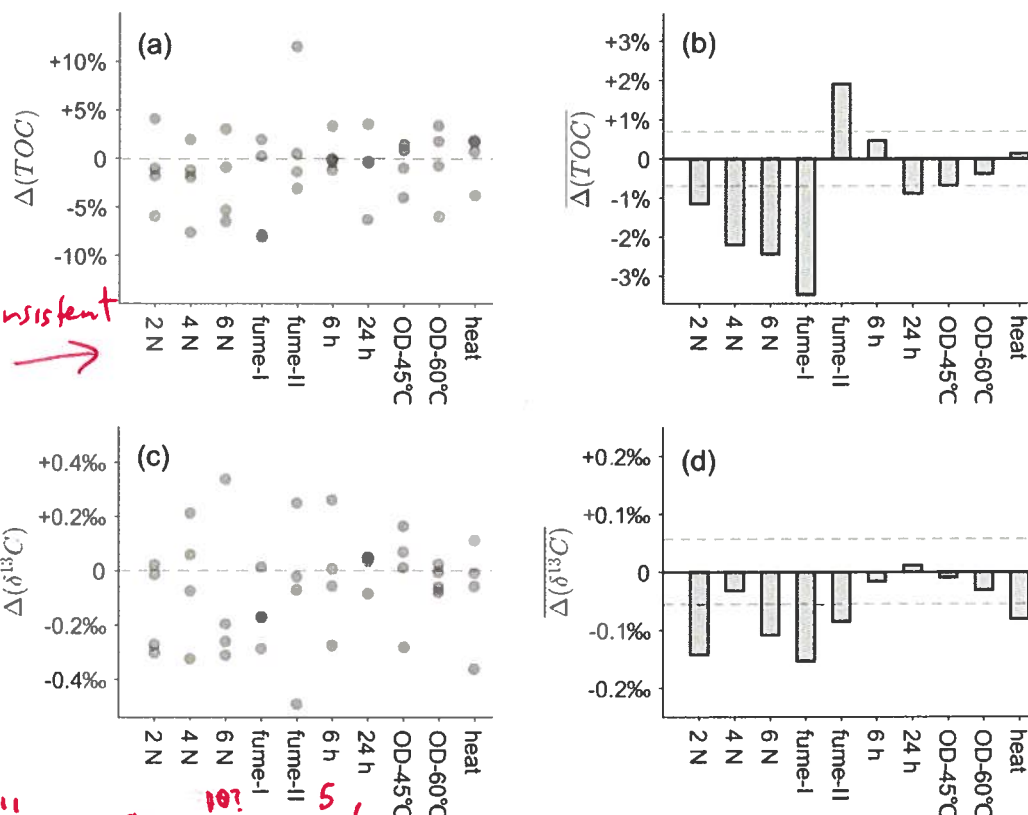 (a)
+10%
+5%
0
-5%
-10%
Δ(TOC)
2 N
4 N
6 N
fume-I
fume-II
6 h
24 h
OD-45°C
OD-60°C
heat
(b)
+3%
+2%
+1%
0
-1%
-2%
-3%
Δ(TOC)
2 N
4 N
6 N
fume-I
fume-II
6 h
24 h
OD-45°C
OD-60°C
heat
nsistent
(c)
+0.4‰
+0.2‰
0
-0.2‰
-0.4‰
Δ(δ¹³C)
2 N
4 N
6 N
fume-I
fume-II
6 h
24 h
OD-45°C
OD-60°C
heat
(d)
+0.2‰
+0.1‰
0
-0.1‰
-0.2‰
Δ(δ¹³C)
2 N
4 N
6 N
fume-I
fume-II
6 h
24 h
OD-45°C
OD-60°C
heat
10? 5